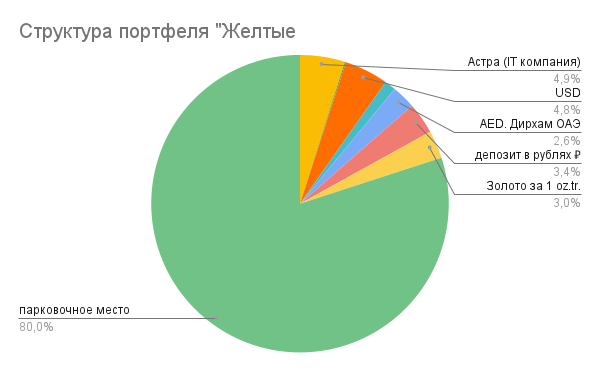 Структура портфеля "Желтые
Астра (IT компания)
4,9%
USD
4,8%
AED. Дирхам ОАЭ
2,6%
депозит в рублях ₽
3,4%
Золото за 1 oz.tr.
3,0%
парковочное место
80,0%